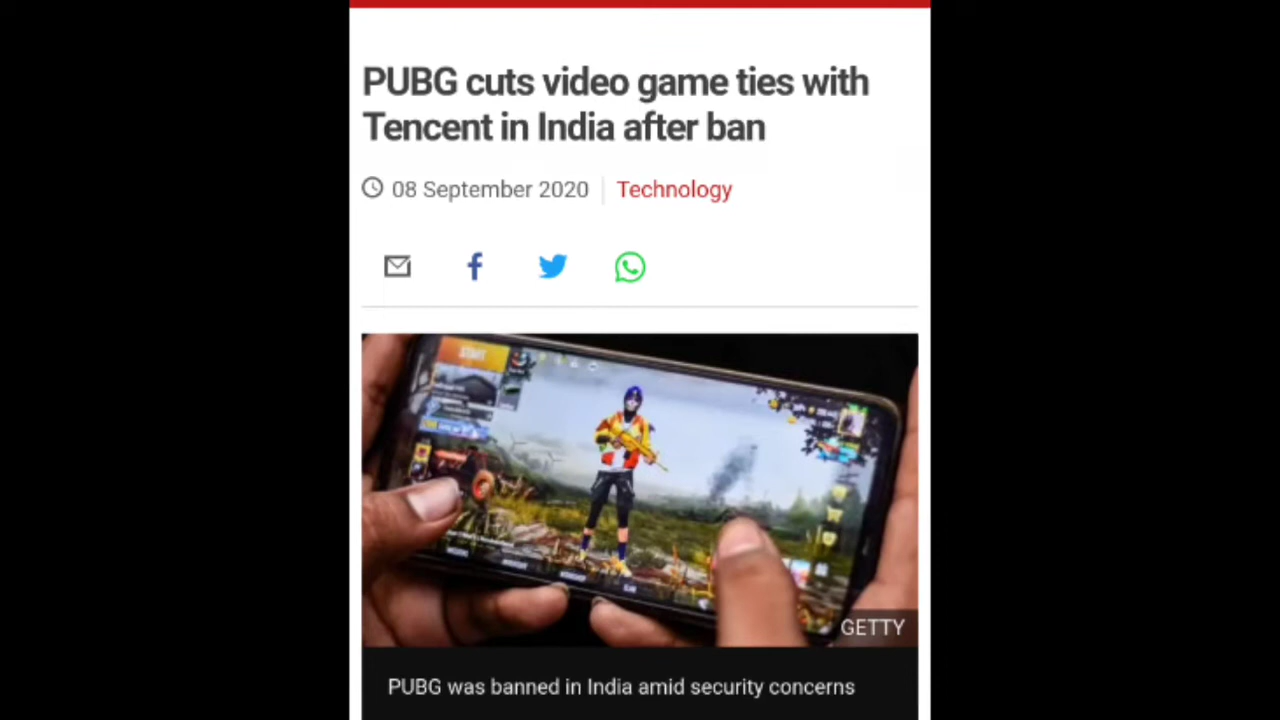 PUBG cuts video game ties with
Tencent in India after ban
08 September 2020
Technology
START
GETTY
PUBG was banned in India amid security concerns